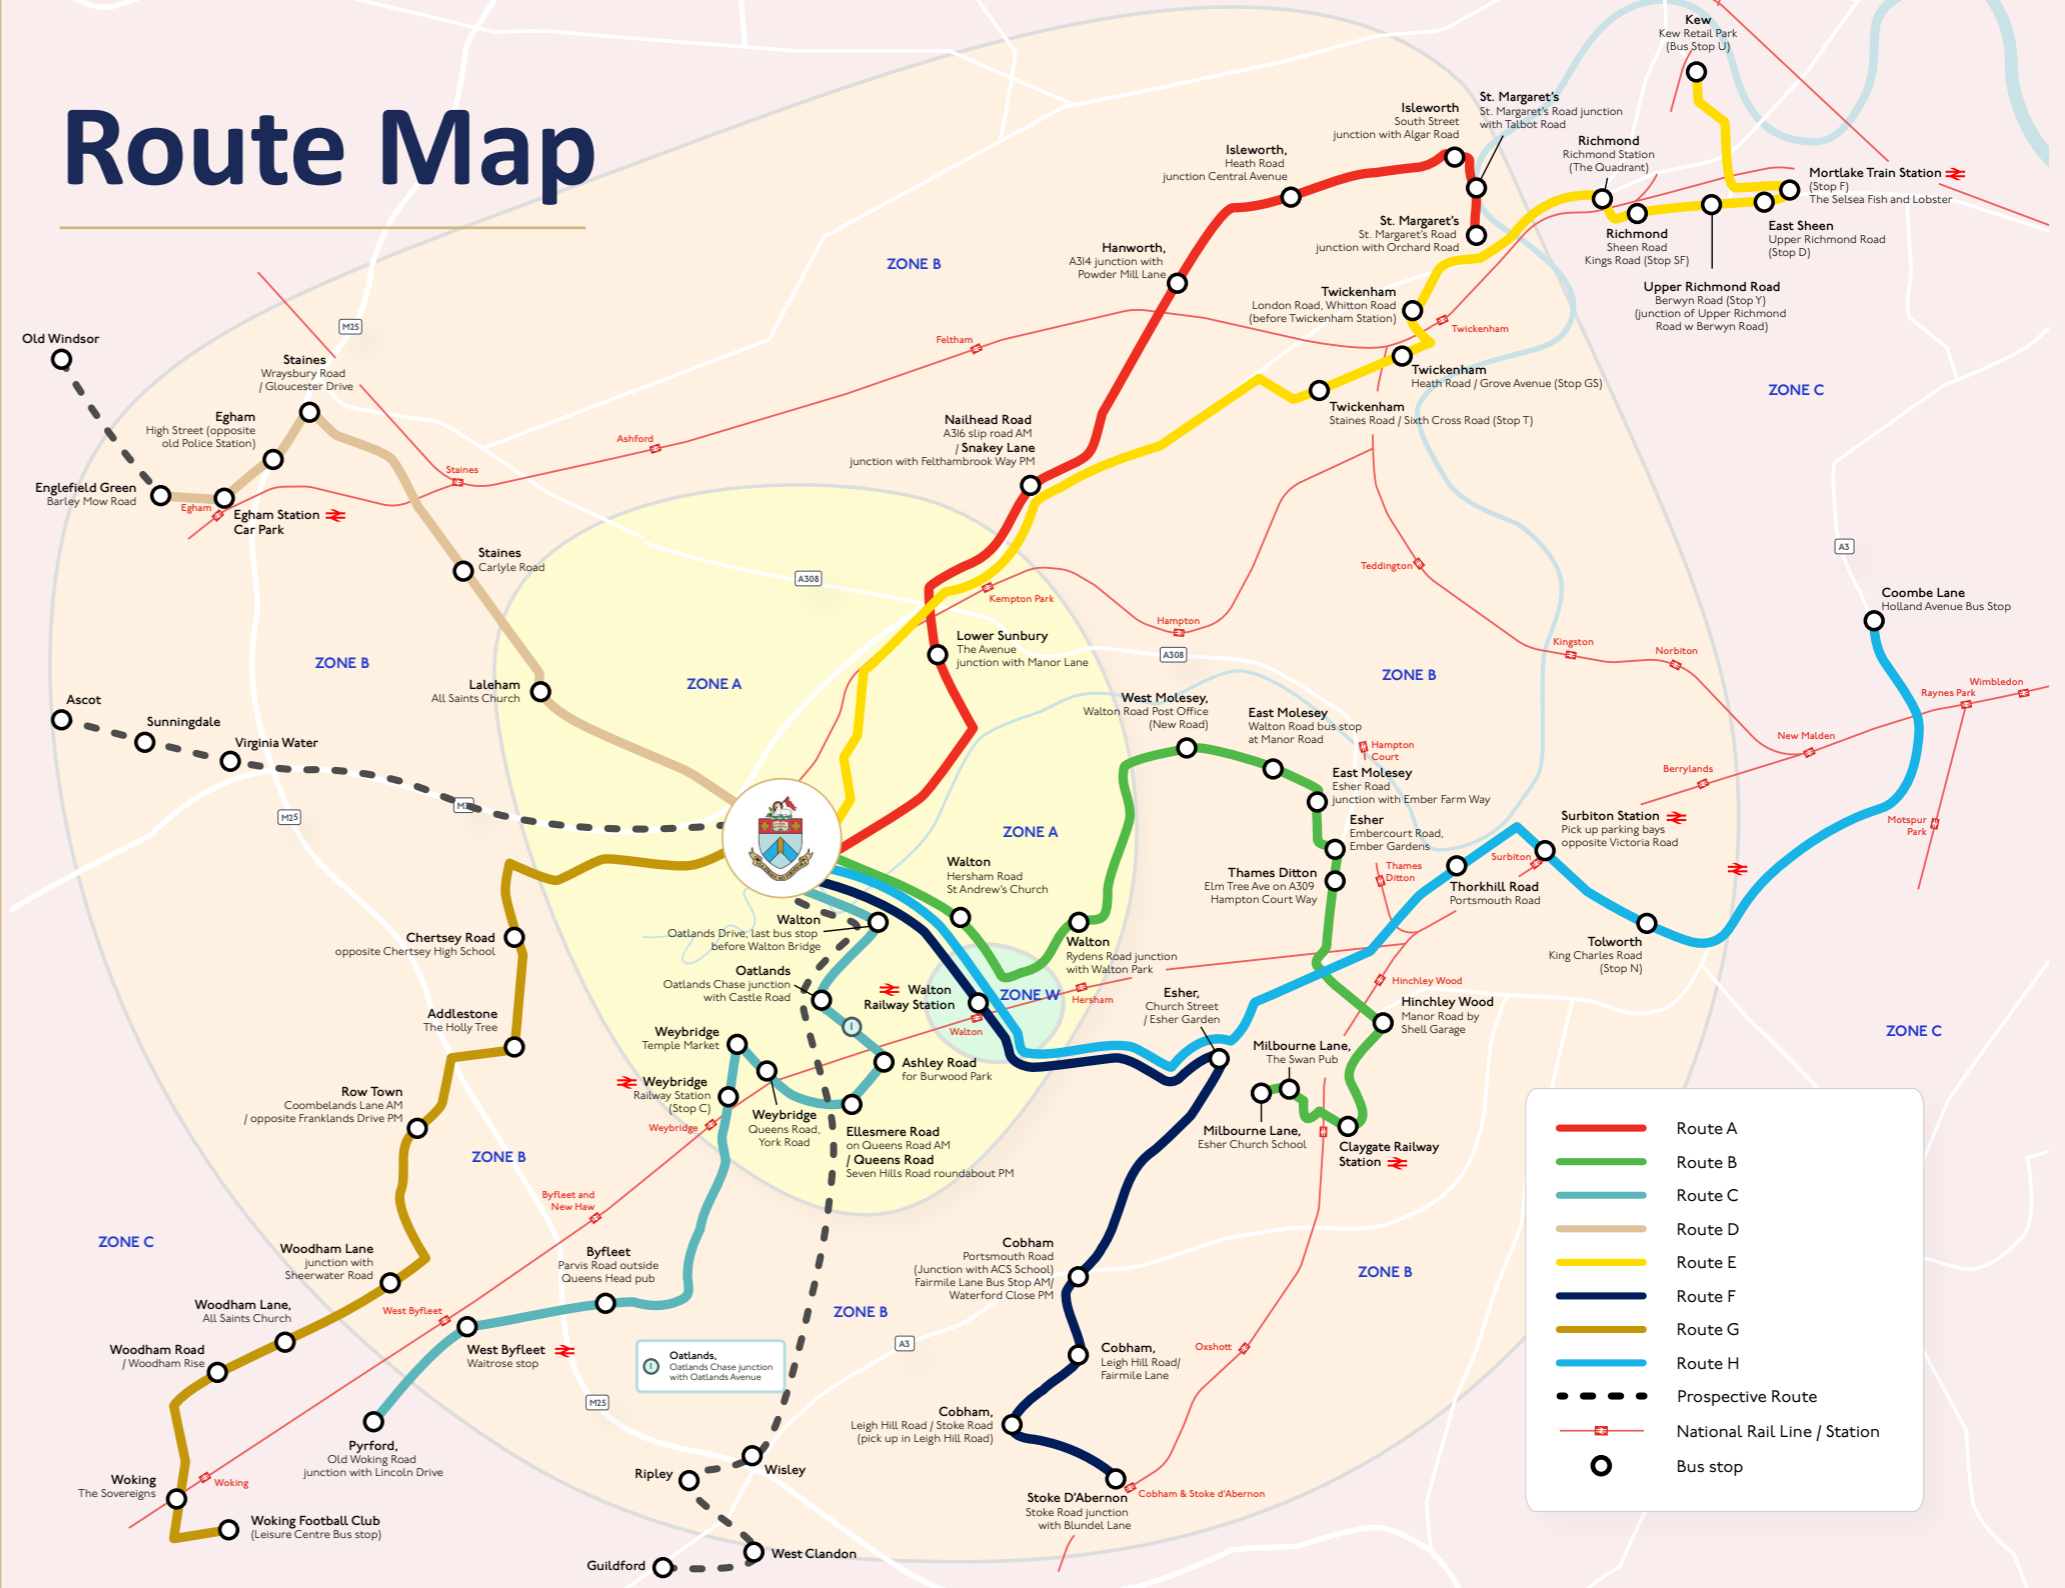 Route Map
Kew
Kew Retail Park
(Bus Stop U)
St. Margaret's
St. Margaret's Road junction
with Talbot Road
Isleworth
South Street
junction with Algar Road
Isleworth,
Heath Road
junction Central Avenue
Richmond
Richmond Station
(The Quadrant)
Mortlake Train Station
(Stop F)
The Selsea Fish and Lobster
East Sheen
Upper Richmond Road
(Stop D)
Richmond
Sheen Road
Kings Road (Stop SF)
Upper Richmond Road
Berwyn Road (Stop Y)
(junction of Upper Richmond
Road w Berwyn Road)
St. Margaret's
St. Margaret's Road
junction with Orchard Road
Hanworth,
A314 junction with
Powder Mill Lane
ZONE B
Twickenham
London Road, Whitton Road
(before Twickenham Station)
Twickenham
Feltham
M25
Old Windsor
Staines
Wraysbury Road
/ Gloucester Drive
Twickenham
Heath Road / Grove Avenue (Stop GS)
ZONE C
Twickenham
Staines Road / Sixth Cross Road (Stop T)
Egham
High Street (opposite
old Police Station)
Nailhead Road
A316 slip road AM
/ Snakey Lane
junction with Felthambrook Way PM
Ashford
Staines
Englefield Green
Barley Mow Road
Egham
Egham Station
Car Park
Staines
Carlyle Road
A308
Kempton Park
Teddington
A3
Coombe Lane
Holland Avenue Bus Stop
Hampton
A308
Lower Sunbury
The Avenue
junction with Manor Lane
Kingston
Norbiton
ZONE B
ZONE A
ZONE B
Raynes Park
Wimbledon
Laleham
All Saints Church
Ascot
Sunningdale
Virginia Water
West Molesey,
Walton Road Post Office
(New Road)
East Molesey
Walton Road bus stop
at Manor Road
Hampton
Court
New Malden
Berrylands
East Molesey
Esher Road
junction with Ember Farm Way
M25
Esher
Embercourt Road,
Ember Gardens
Surbiton Station
Pick up parking bays
opposite Victoria Road
Motspur
Park
ZONE A
Surbiton
Walton
Hersham Road
St Andrew's Church
Thames Ditton
Elm Tree Ave on A309
Hampton Court Way
Thames
Ditton
Thorkhill Road
Portsmouth Road
Walton
Oatlands Drive, last bus stop
before Walton Bridge
Chertsey Road
opposite Chertsey High School
Walton
Rydens Road junction
with Walton Park
Tolworth
King Charles Road
(Stop N)
Oatlands
Oatlands Chase junction
with Castle Road
Walton
Railway Station
ZONE W
Hersham
Walton
Esher,
Church Street
/ Esher Garden
Hinchley Wood
Hinchley Wood
Manor Road by
Shell Garage
Addlestone
The Holly Tree
Weybridge
Temple Market
I
Ashley Road
for Burwood Park
Milbourne Lane,
The Swan Pub
ZONE C
Weybridge
Railway Station
(Stop C)
Weybridge
Weybridge
Queens Road,
York Road
Ellesmere Road
on Queens Road AM
/ Queens Road
Seven Hills Road roundabout PM
Row Town
Coombelands Lane AM
/ opposite Franklands Drive PM
Milbourne Lane,
Esher Church School
Claygate Railway
Station
ZONE B
Byfleet and
New Haw
ZONE C
Woodham Lane
junction with
Sheerwater Road
Byfleet
Parvis Road outside
Queens Head pub
Cobham
Portsmouth Road
(Junction with ACS School)
Fairmile Lane Bus Stop AM/
Waterford Close PM
ZONE B
ZONE B
Woodham Lane,
All Saints Church
West Byfleet
West Byfleet
Waitrose stop
Woodham Road
/ Woodham Rise
I
Oatlands,
Oatlands Chase junction
with Oatlands Avenue
A3
Oxshott
Cobham,
Leigh Hill Road/
Fairmile Lane
M25
Cobham,
Leigh Hill Road / Stoke Road
(pick up in Leigh Hill Road)
Pyrford,
Old Woking Road
junction with Lincoln Drive
Woking
The Sovereigns
Woking
Ripley
Wisley
Stoke D'Abernon
Stoke Road junction
with Blundel Lane
Cobham & Stoke d'Abernon
Woking Football Club
(Leisure Centre Bus stop)
Guildford
West Clandon
Route A
Route B
Route C
Route D
Route E
Route F
Route G
Route H
Prospective Route
National Rail Line / Station
Bus stop